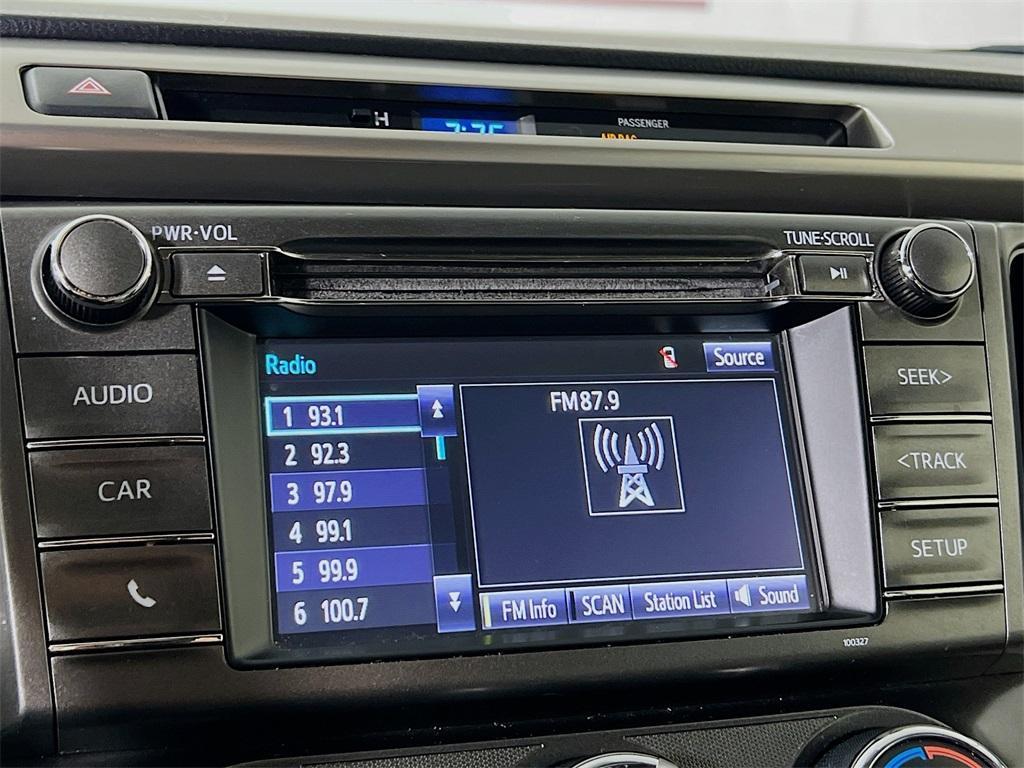 H
PASSENGER
PWR·VOL
TUNE·SCROLL
AUDIO
CAR
Radio
Source
1 93.1
2 92.3
3 97.9
4 99.1
5 99.9
6 100.7
FM87.9
FM Info
SCAN
Station List
Sound
SEEK>
<TRACK
SETUP
100327